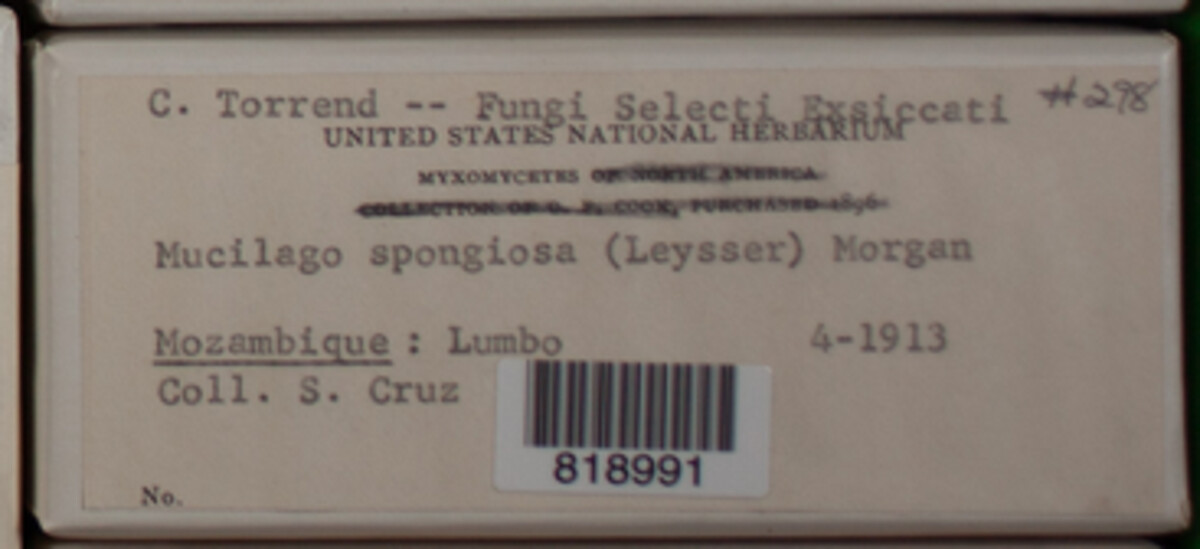 C. Torrend -- Fungi Selecti Exsiccati #298
UNITED STATES NATIONAL HERBARIUM
MYXOMYCETES OF NORTH AMERICA
COLLECTION OF O. F. COOK, PURCHASED 1896
Mucilago spongiosa (Leysser) Morgan
Mozambique: Lumbo 4-1913
Coll. S. Cruz
818991
No.